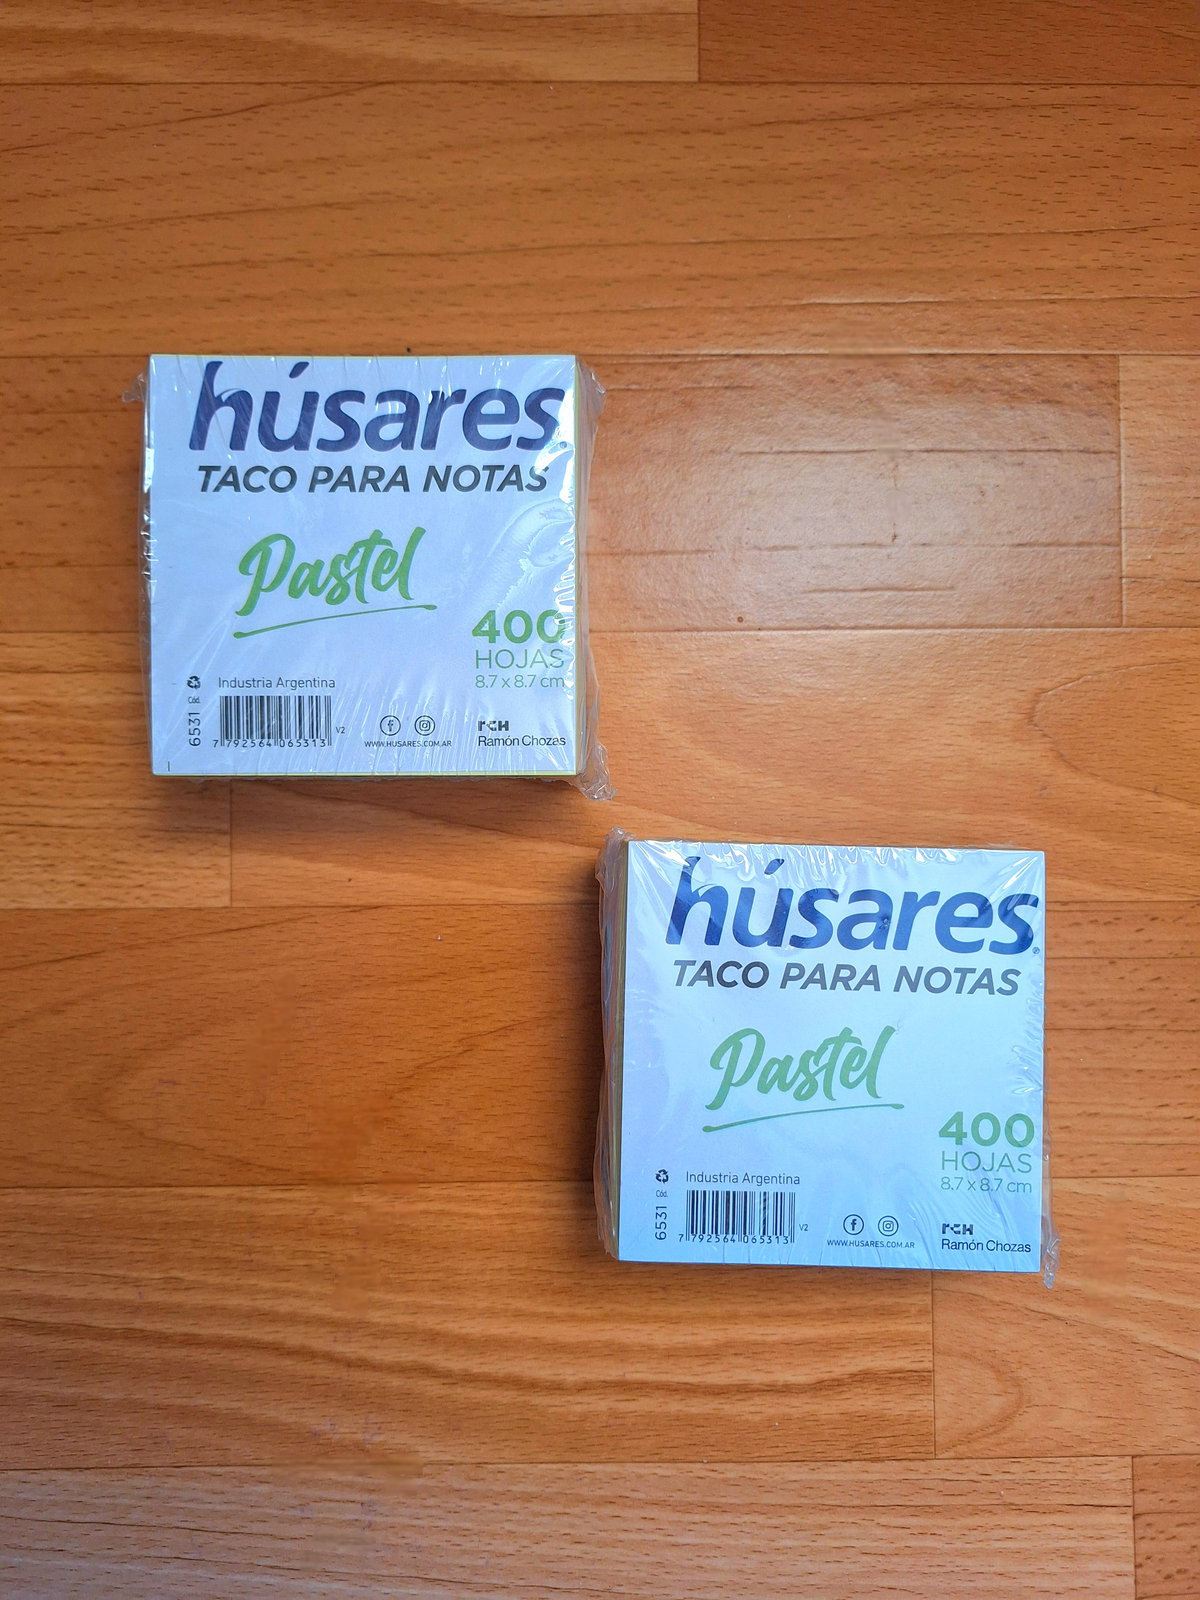 húsares
TACO PARA NOTAS
Pastel
400
HOJAS
8.7 x 8.7 cm
Industria Argentina
Cód.
6531
7 792564 065313
V2
WWW.HUSARES.COM.AR
rcH
Ramón Chozas
húsares®
TACO PARA NOTAS
Pastel
400
HOJAS
8.7 x 8.7 cm
Industria Argentina
Cód.
6531
7 792564 065313
V2
WWW.HUSARES.COM.AR
rcH
Ramón Chozas